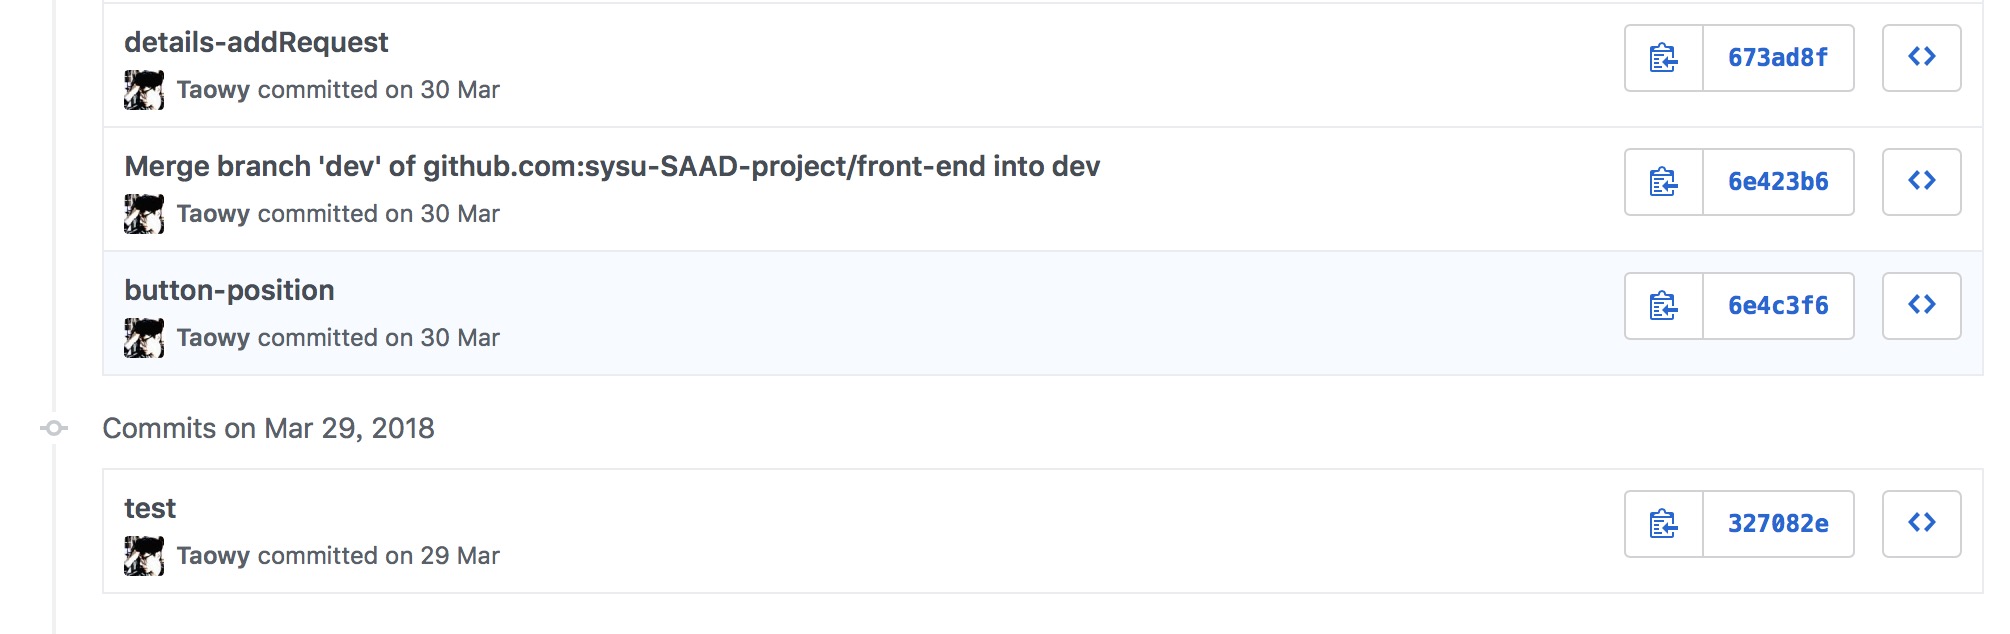 details-addRequest
673ad8f
Taowy committed on 30 Mar
Merge branch 'dev' of github.com:sysu-SAAD-project/front-end into dev
6e423b6
Taowy committed on 30 Mar
button-position
6e4c3f6
Taowy committed on 30 Mar
Commits on Mar 29, 2018
test
327082e
Taowy committed on 29 Mar